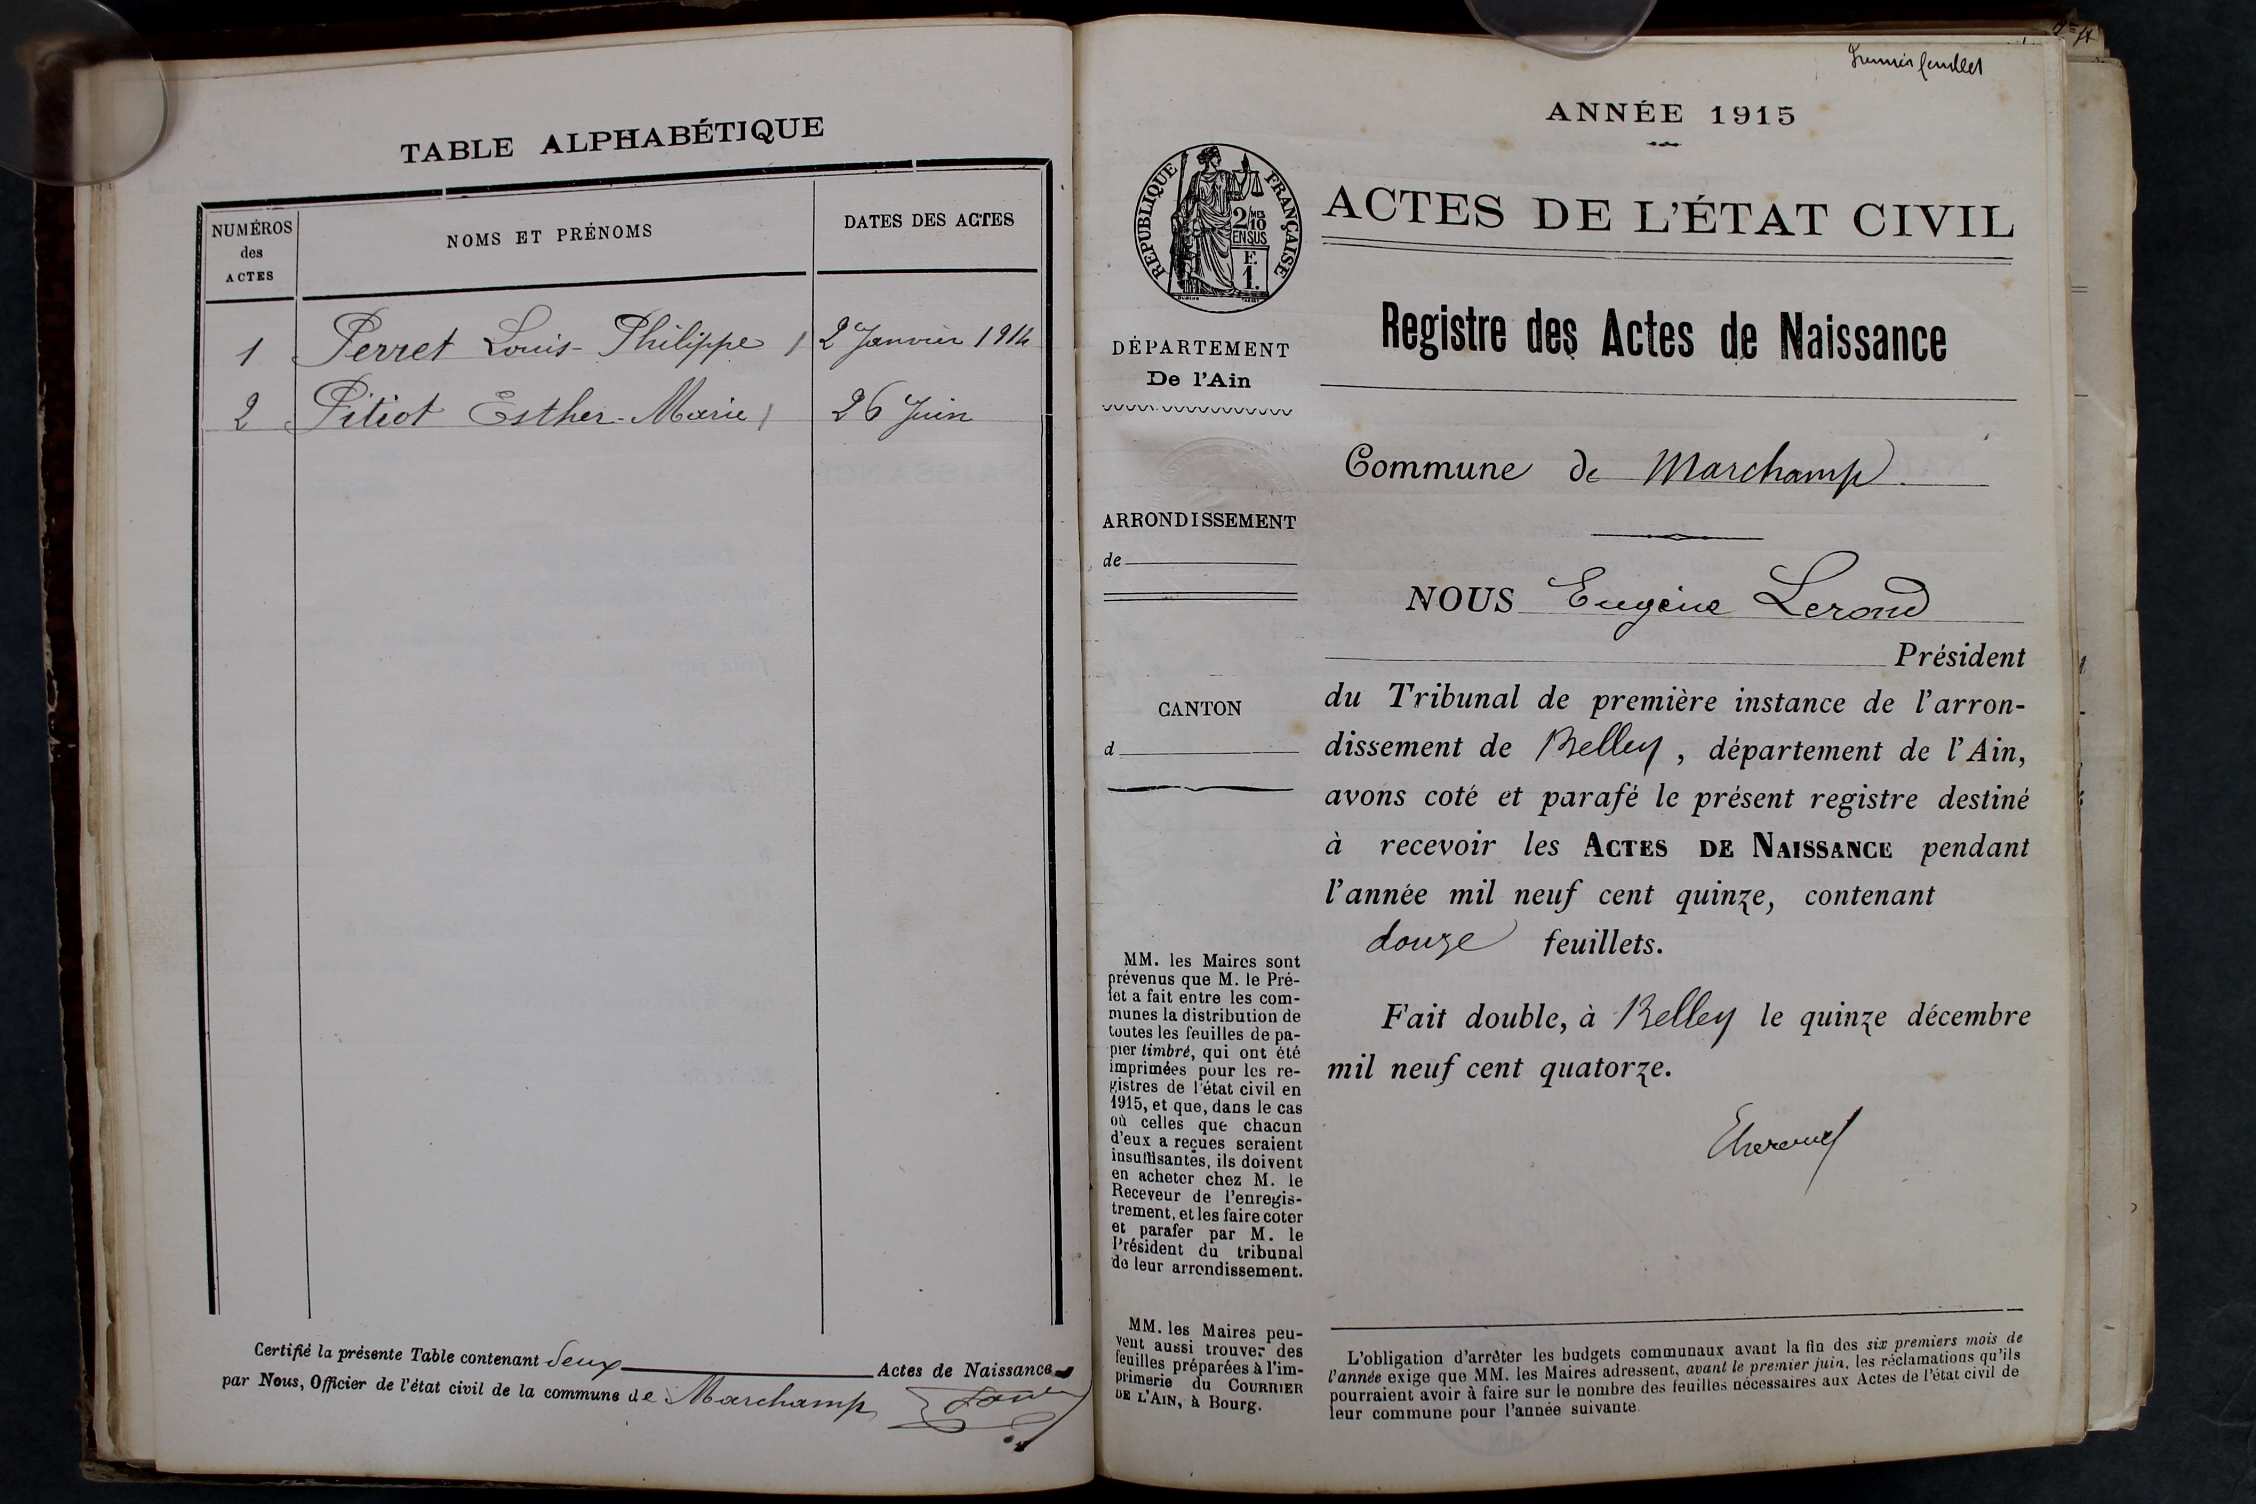 TABLE ALPHABÉTIQUE
NUMÉROS
des
ACTES
NOMS ET PRÉNOMS
DATES DES ACTES
1 Perret Louis-Philippe 2 Janvier 1914
2 Pitiot Esther-Marie 26 Juin
Certifié la présente Table contenant deux Actes de Naissance
par Nous, Officier de l'état civil de la commune de Marchamp
Premier feuillet
ANNÉE 1915
RÉPUBLIQUE FRANÇAISE
2/10 MES
EN SUS
F.
1.
ACTES DE L'ÉTAT CIVIL
DÉPARTEMENT
De l'Ain
Registre des Actes de Naissance
Commune de Marchamp
ARRONDISSEMENT
de
CANTON
d
NOUS Eugène Lerond
Président
du Tribunal de première instance de l'arron-
dissement de Belley, département de l'Ain,
avons coté et parafé le présent registre destiné
à recevoir les ACTES DE NAISSANCE pendant
l'année mil neuf cent quinze, contenant
douze feuillets.
Fait double, à Belley le quinze décembre
mil neuf cent quatorze.
MM. les Maires sont
prévenus que M. le Pré-
fet a fait entre les com-
munes la distribution de
toutes les feuilles de pa-
pier timbré, qui ont été
imprimées pour les re-
gistres de l'état civil en
1915, et que, dans le cas
où celles que chacun
d'eux a reçues seraient
insuffisantes, ils doivent
en acheter chez M. le
Receveur de l'enregis-
trement, et les faire coter
et parafer par M. le
Président du tribunal
de leur arrondissement.
MM. les Maires peu-
vent aussi trouver des
feuilles préparées à l'im-
primerie du COURRIER
DE L'AIN, à Bourg.
L'obligation d'arrêter les budgets communaux avant la fin des six premiers mois de
l'année exige que MM. les Maires adressent, avant le premier juin, les réclamations qu'ils
pourraient avoir à faire sur le nombre des feuilles nécessaires aux Actes de l'état civil de
leur commune pour l'année suivante.